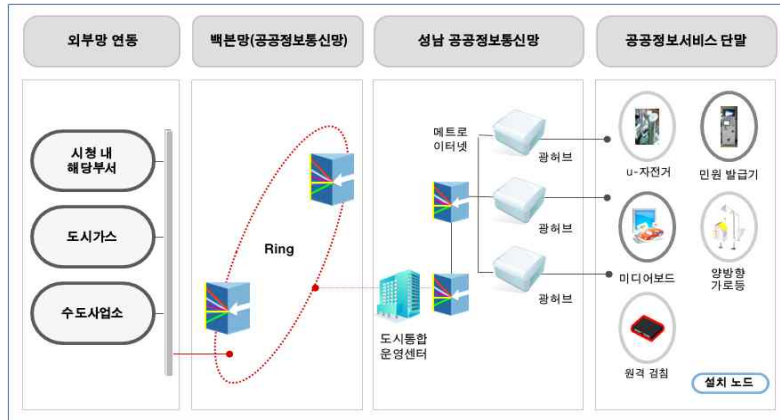 외부망 연동
백본망(공공정보통신망)
성남 공공정보통신망
공공정보서비스 단말
시청 내
해당부서
도시가스
수도사업소
Ring
도시통합
운영센터
메트로
이터넷
광허브
광허브
광허브
u-자전거
민원 발급기
미디어보드
양방향
가로등
원격 검침
설치 노드